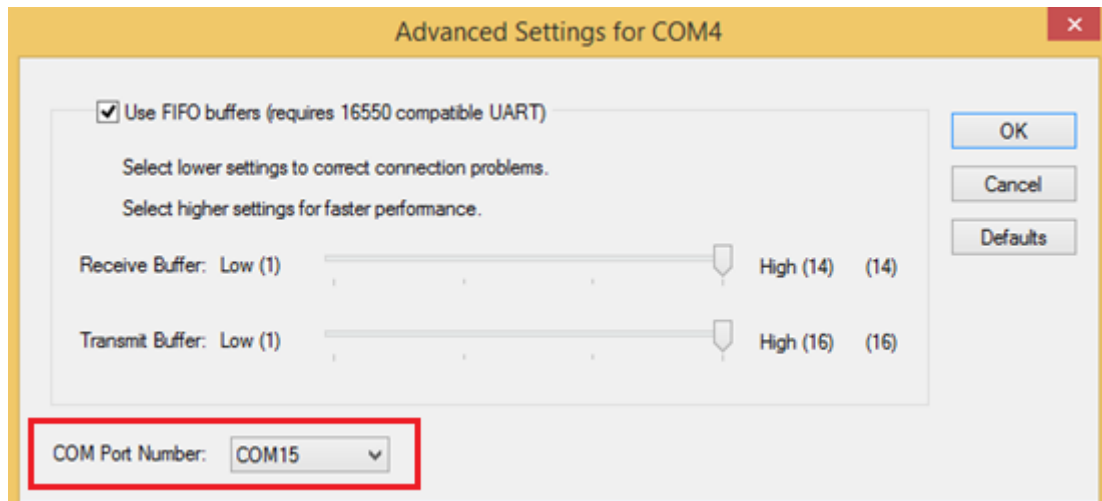 Advanced Settings for COM4
Use FIFO buffers (requires 16550 compatible UART)
OK
Select lower settings to correct connection problems.
Cancel
Select higher settings for faster performance.
Defaults
Receive Buffer: Low (1) High (14) (14)
Transmit Buffer: Low (1) High (16) (16)
COM Port Number: COM15